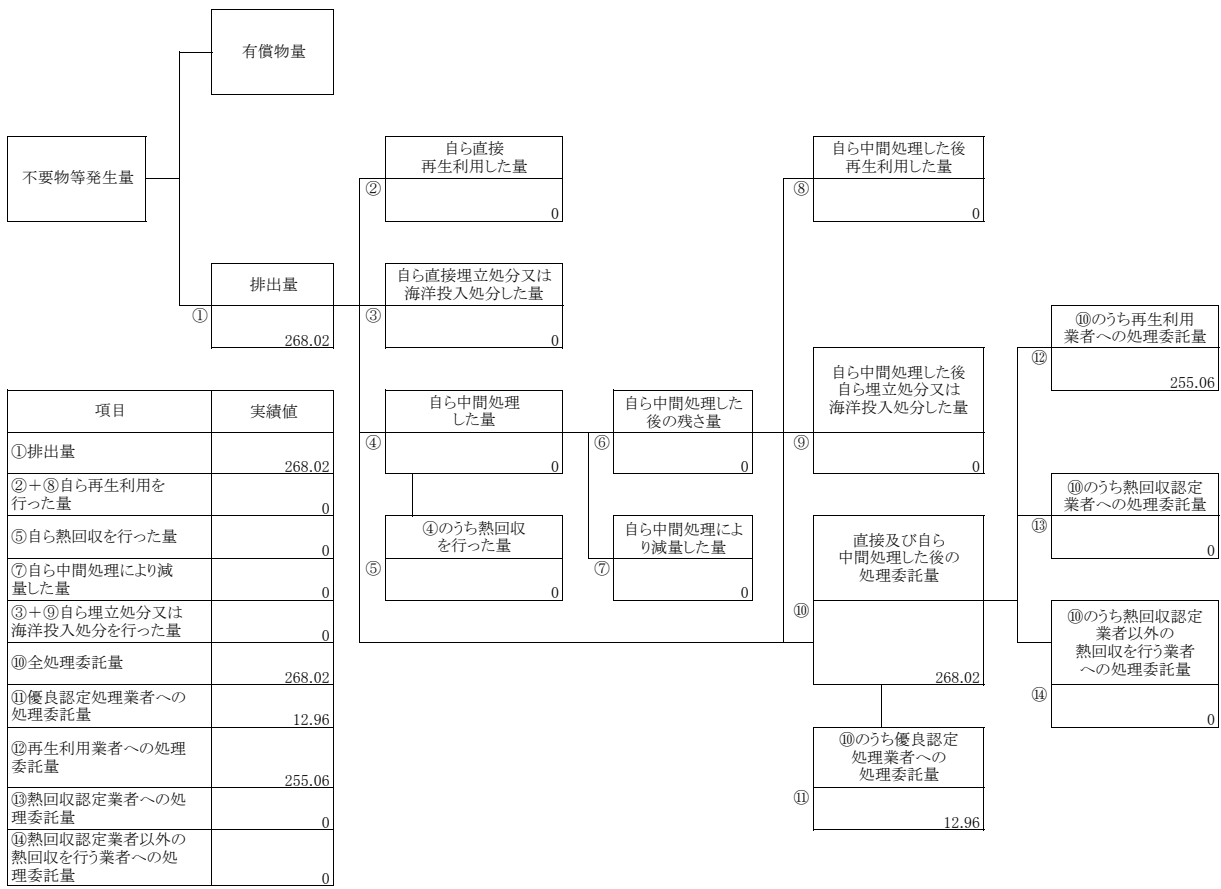 有償物量
不要物等発生量
排出量
①
268.02
自ら直接
再生利用した量
②
0
自ら直接埋立処分又は
海洋投入処分した量
③
0
自ら中間処理
した量
④
0
④のうち熱回収
を行った量
⑤
0
自ら中間処理した
後の残さ量
⑥
0
自ら中間処理によ
り減量した量
⑦
0
自ら中間処理した後
再生利用した量
⑧
0
自ら中間処理した後
自ら埋立処分又は
海洋投入処分した量
⑨
0
直接及び自ら
中間処理した後の
処理委託量
⑩
268.02
⑩のうち優良認定
処理業者への
処理委託量
⑪
12.96
⑩のうち再生利用
業者への処理委託量
⑫
255.06
⑩のうち熱回収認定
業者への処理委託量
⑬
0
⑩のうち熱回収認定
業者以外の
熱回収を行う業者
への処理委託量
⑭
0
項目 実績値
①排出量
268.02
②＋⑧自ら再生利用を
行った量
0
⑤自ら熱回収を行った量
0
⑦自ら中間処理により減
量した量
0
③＋⑨自ら埋立処分又は
海洋投入処分を行った量
0
⑩全処理委託量
268.02
⑪優良認定処理業者への
処理委託量
12.96
⑫再生利用業者への処理
委託量
255.06
⑬熱回収認定業者への処
理委託量
0
⑭熱回収認定業者以外の
熱回収を行う業者への処
理委託量
0